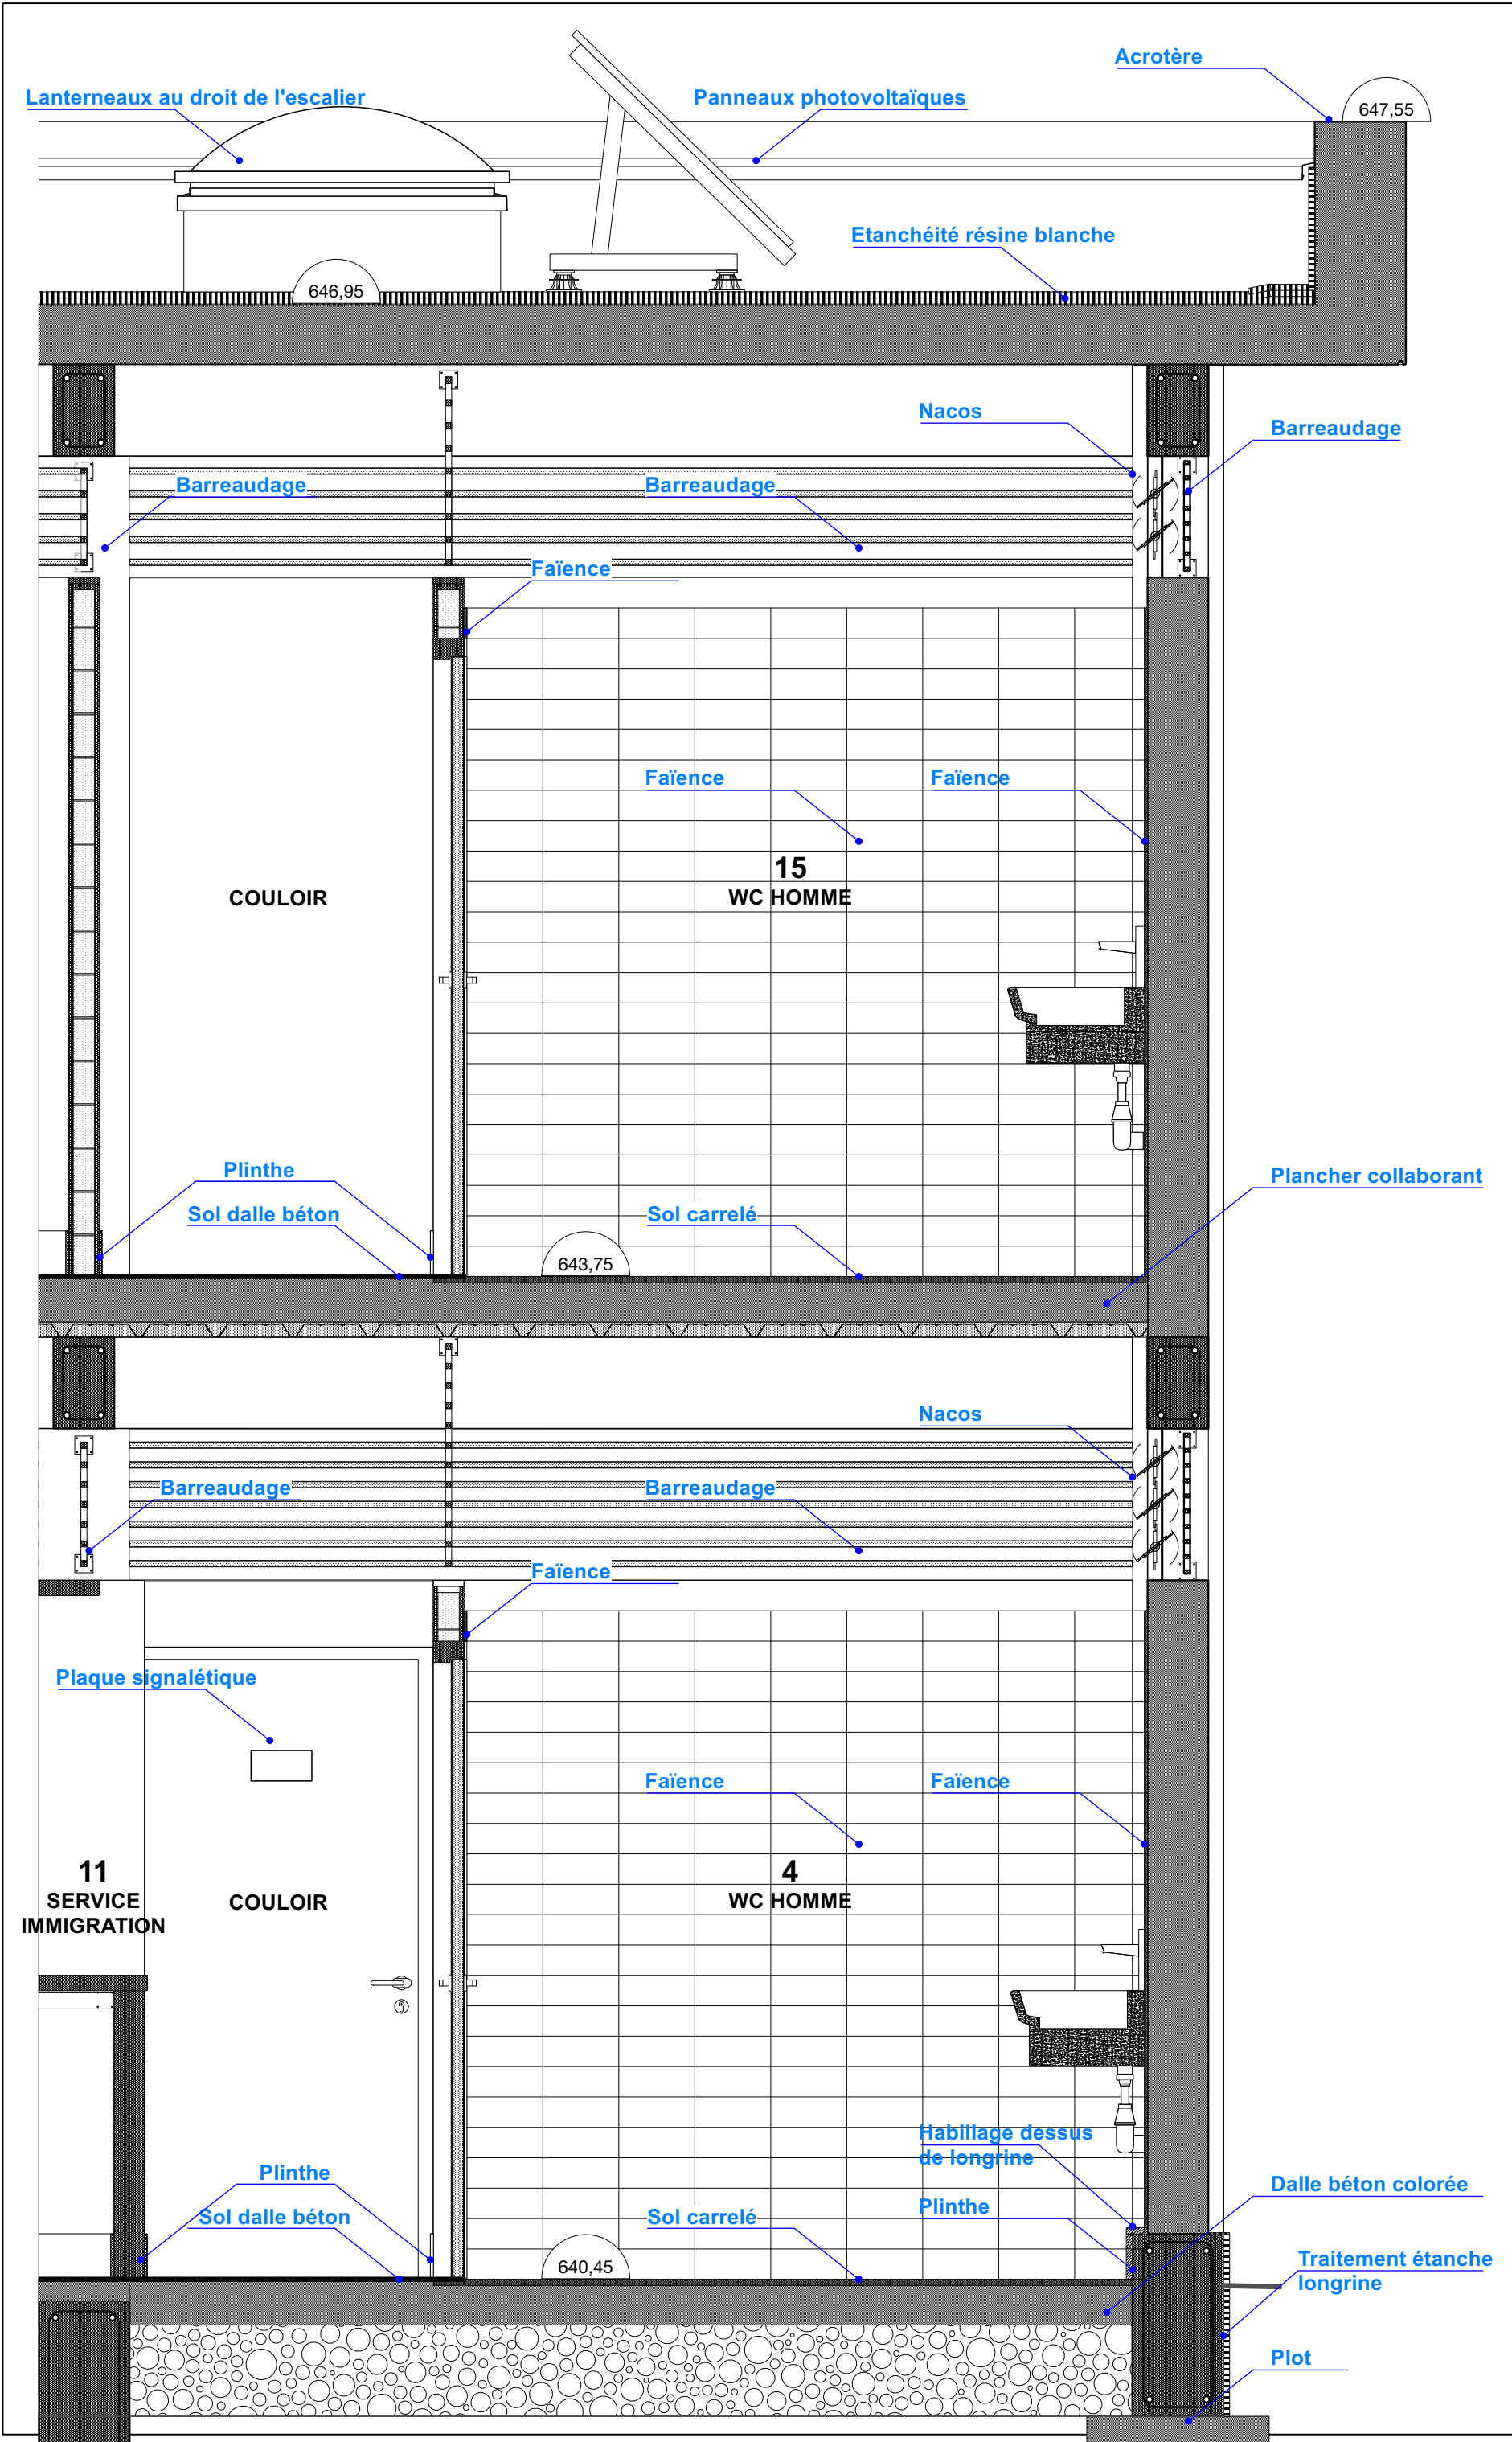 Acrotère
Lanterneaux au droit de l'escalier
Panneaux photovoltaïques
647,55
Etanchéité résine blanche
646,95
Nacos
Barreaudage
Barreaudage
Barreaudage
Faïence
Faïence
Faïence
15
WC HOMME
COULOIR
Plinthe
Plancher collaborant
Sol dalle béton
Sol carrelé
643,75
Nacos
Barreaudage
Barreaudage
Faïence
Plaque signalétique
Faïence
Faïence
11
SERVICE
IMMIGRATION
COULOIR
4
WC HOMME
Habillage dessus
de longrine
Plinthe
Dalle béton colorée
Plinthe
Sol dalle béton
Sol carrelé
640,45
Traitement étanche
longrine
Plot